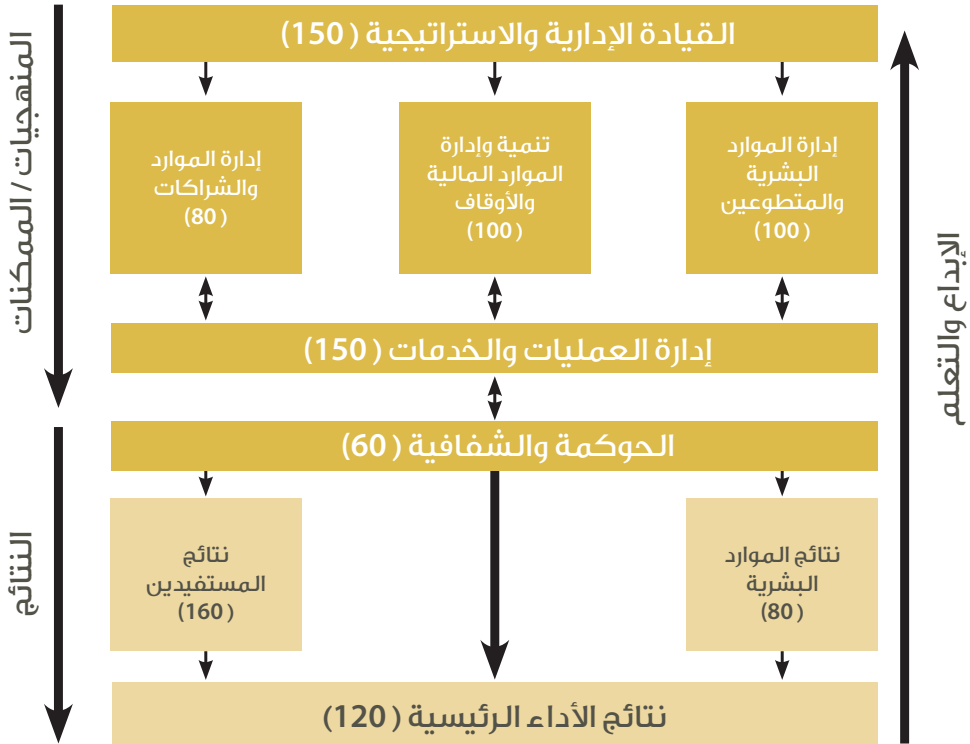 القيادة الإدارية والاستراتيجية (150)
إدارة الموارد
البشرية
والمتطوعين
(100)
تنمية وإدارة
الموارد المالية
والأوقاف
(100)
إدارة الموارد
والشراكات
(80)
إدارة العمليات والخدمات (150)
الحوكمة والشفافية (60)
نتائج الموارد
البشرية
(80)
نتائج
المستفيدين
(160)
نتائج الأداء الرئيسية (120)
الإبداع والتعلم
المنهجيات / الممكنات
النتائج